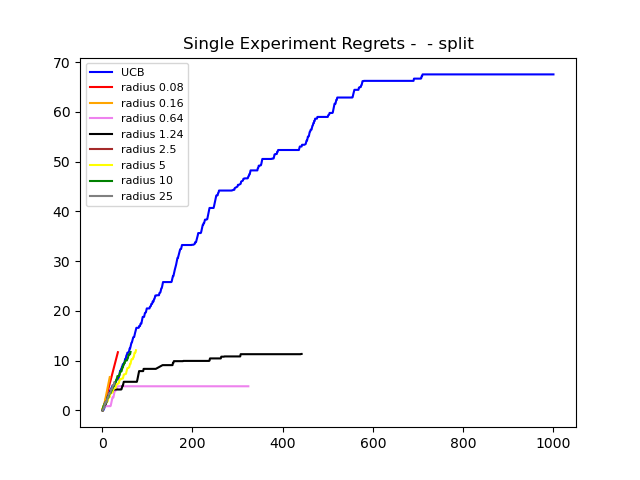 Single Experiment Regrets -  - split
70
60
50
40
30
20
10
0
UCB
radius 0.08
radius 0.16
radius 0.64
radius 1.24
radius 2.5
radius 5
radius 10
radius 25
0 200 400 600 800 1000